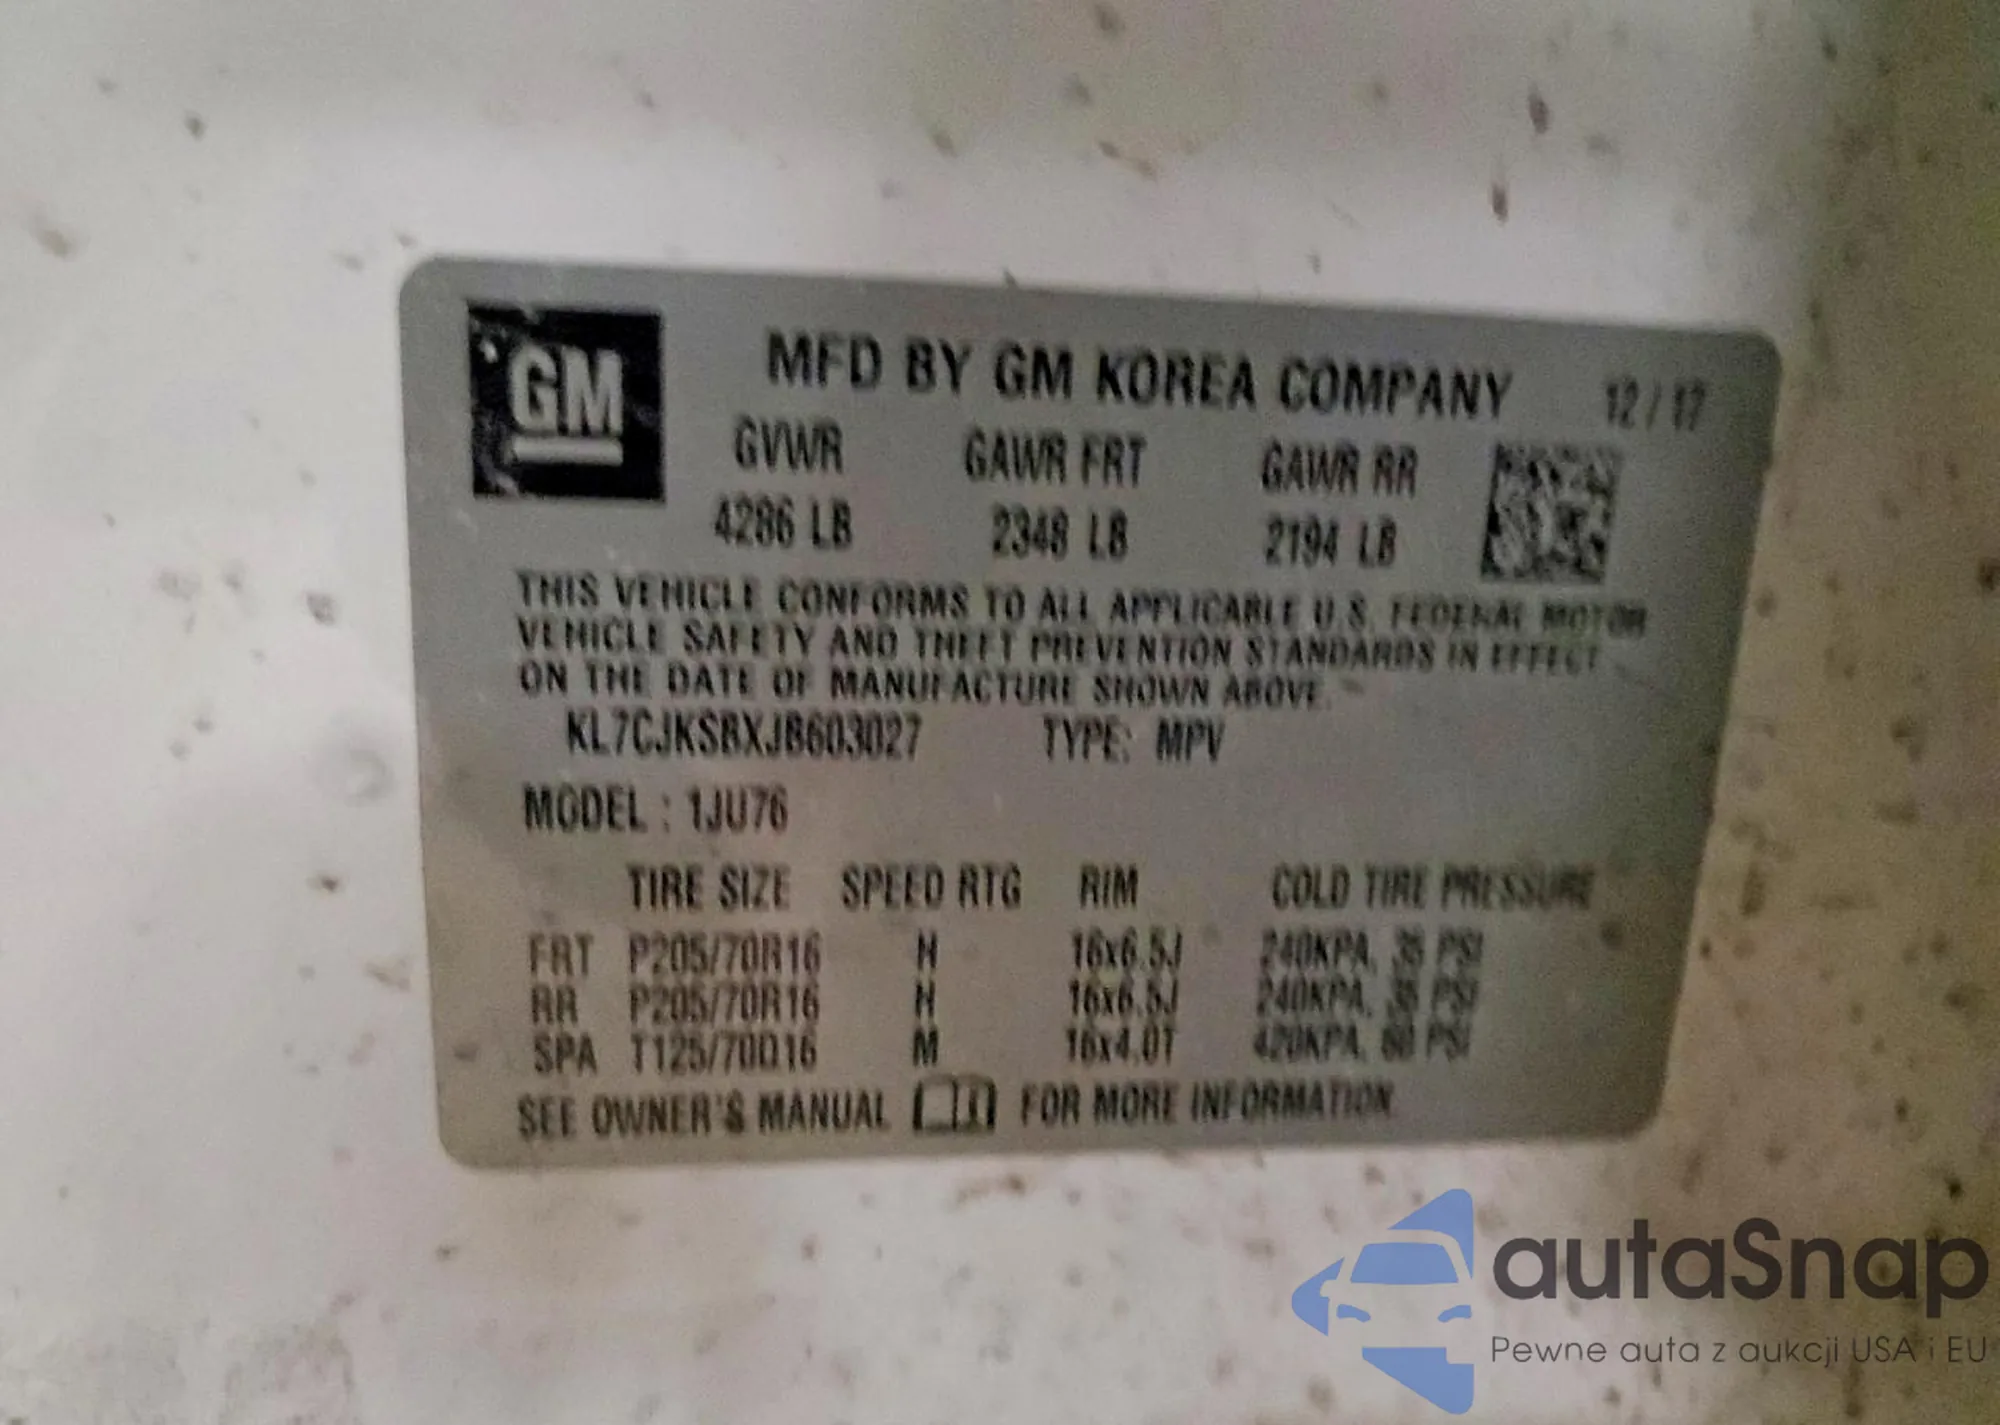 GM
MFD BY GM KOREA COMPANY 12/17
GVWR GAWR FRT GAWR RR
4286 LB 2348 LB 2194 LB
THIS VEHICLE CONFORMS TO ALL APPLICABLE U.S. FEDERAL MOTOR
VEHICLE SAFETY AND THEFT PREVENTION STANDARDS IN EFFECT
ON THE DATE OF MANUFACTURE SHOWN ABOVE.
KL7CJKSBXJB603027 TYPE: MPV
MODEL : 1JU76
TIRE SIZE SPEED RTG RIM COLD TIRE PRESSURE
FRT P205/70R16 H 16x6.5J 240KPA, 35 PSI
RR P205/70R16 H 16x6.5J 240KPA, 35 PSI
SPA T125/70D16 M 16x4.0T 420KPA, 60 PSI
SEE OWNER'S MANUAL FOR MORE INFORMATION
autaSnap
Pewne auta z aukcji USA i EU